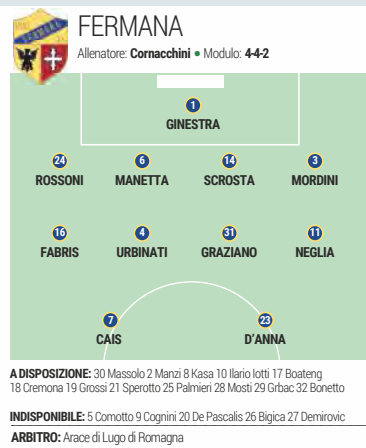 FERMANA
Allenatore: Cornacchini • Modulo: 4-4-2
1
GINESTRA
24 6 14 3
ROSSONI MANETTA SCROSTA MORDINI
16 4 31 11
FABRIS URBINATI GRAZIANO NEGLIA
7 23
CAIS D'ANNA
A DISPOSIZIONE: 30 Massolo 2 Manzi 8 Kasa 10 Ilario Iotti 17 Boateng
18 Cremona 19 Grossi 21 Sperotto 25 Palmieri 28 Mosti 29 Grbac 32 Bonetto
INDISPONIBILE: 5 Comotto 9 Cognini 20 De Pascalis 26 Bigica 27 Demirovic
ARBITRO: Arace di Lugo di Romagna